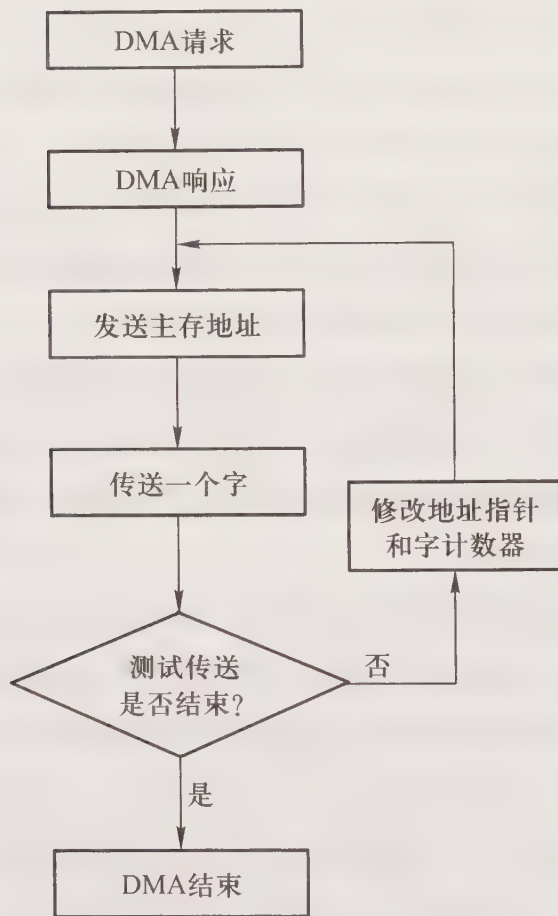 DMA请求
DMA响应
发送主存地址
传送一个字
修改地址指针
和字计数器
测试传送
是否结束?
否
是
DMA结束